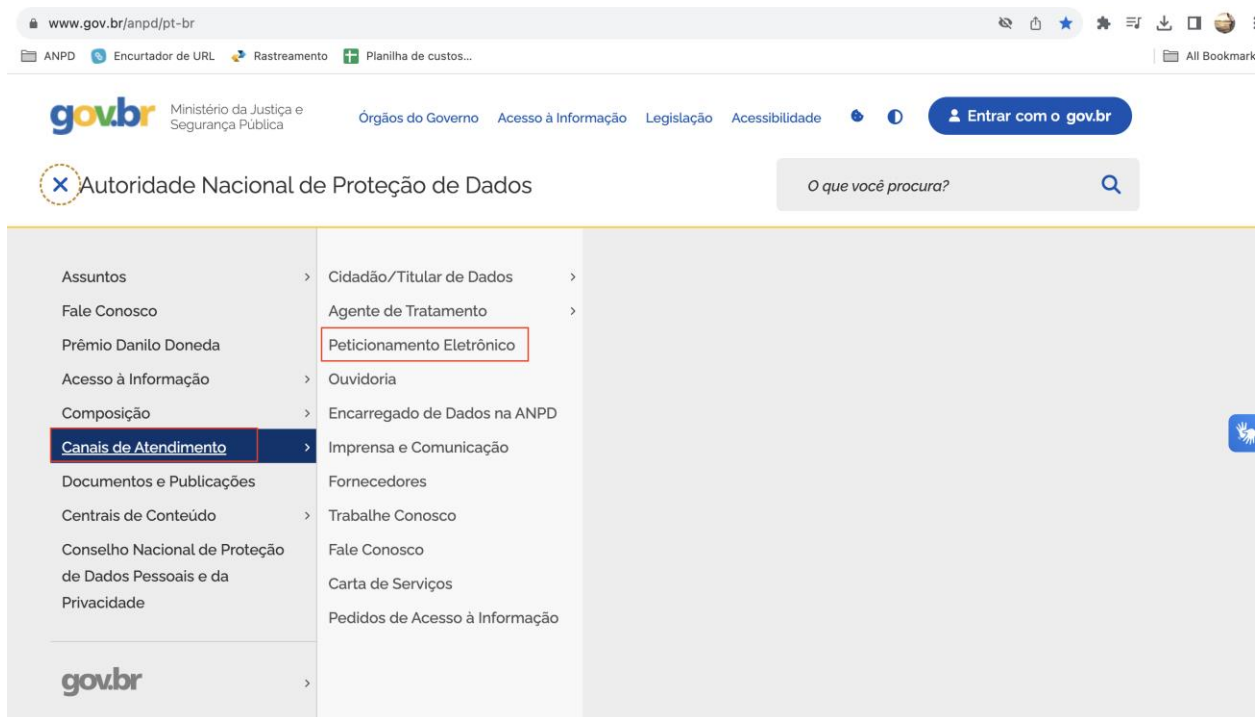 www.gov.br/anpd/pt-br
ANPD Encurtador de URL Rastreamento Planilha de custos... All Bookmark
gov.br Ministério da Justiça e
Segurança Pública
Órgãos do Governo Acesso à Informação Legislação Acessibilidade Entrar com o gov.br
Autoridade Nacional de Proteção de Dados O que você procura?
Assuntos
Fale Conosco
Prêmio Danilo Doneda
Acesso à Informação
Composição
Canais de Atendimento
Documentos e Publicações
Centrais de Conteúdo
Conselho Nacional de Proteção
de Dados Pessoais e da
Privacidade
gov.br
Cidadão/Titular de Dados
Agente de Tratamento
Peticionamento Eletrônico
Ouvidoria
Encarregado de Dados na ANPD
Imprensa e Comunicação
Fornecedores
Trabalhe Conosco
Fale Conosco
Carta de Serviços
Pedidos de Acesso à Informação